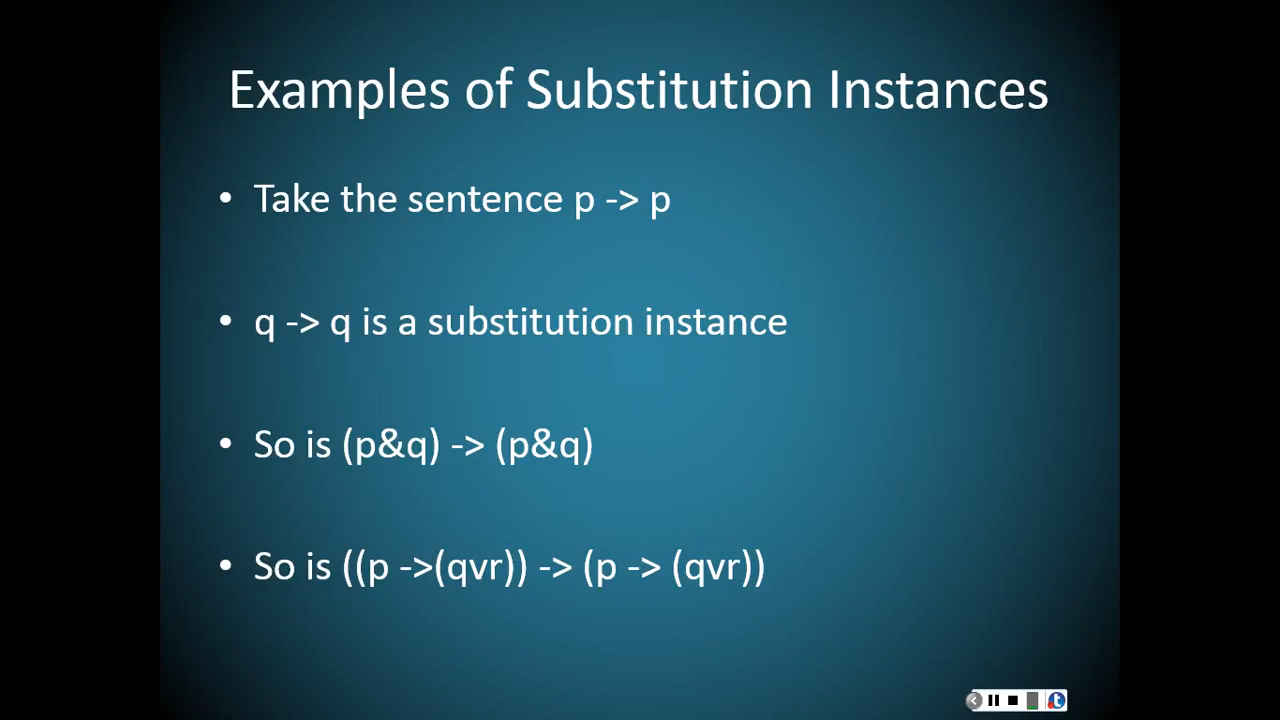 Examples of Substitution Instances
• Take the sentence p -> p
• q -> q is a substitution instance
• So is (p&q) -> (p&q)
• So is ((p ->(qvr)) -> (p -> (qvr))
t